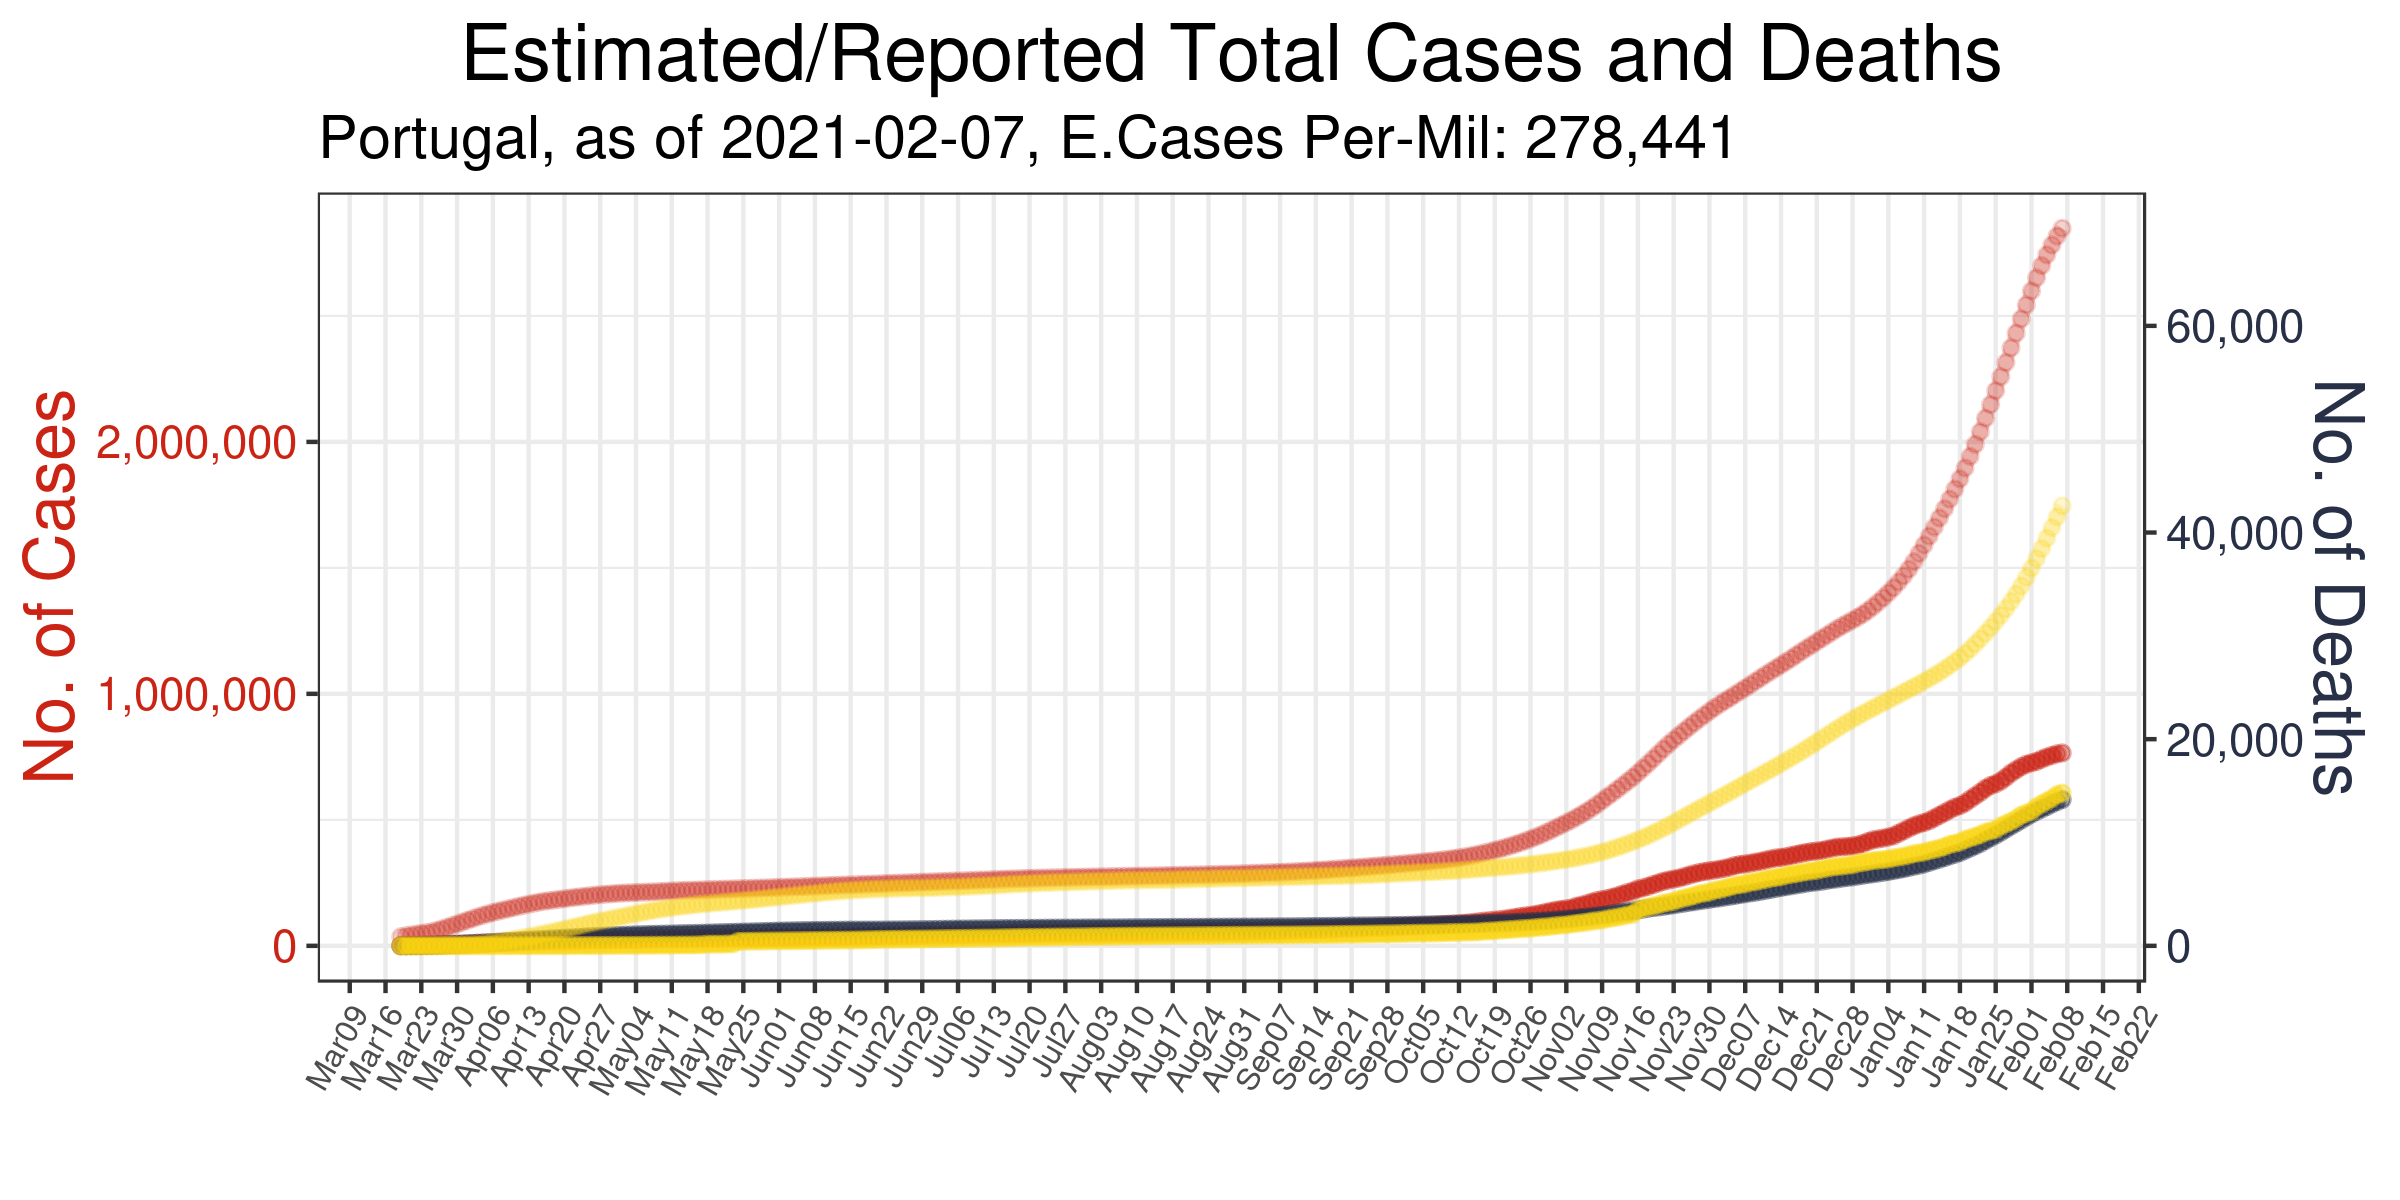 Estimated/Reported Total Cases and Deaths
Portugal, as of 2021-02-07, E.Cases Per-Mil: 278,441
No. of Cases
2,000,000
1,000,000
0
60,000
40,000
20,000
0
No. of Deaths
Mar09
Mar16
Mar23
Mar30
Apr06
Apr13
Apr20
Apr27
May04
May11
May18
May25
Jun01
Jun08
Jun15
Jun22
Jun29
Jul06
Jul13
Jul20
Jul27
Aug03
Aug10
Aug17
Aug24
Aug31
Sep07
Sep14
Sep21
Sep28
Oct05
Oct12
Oct19
Oct26
Nov02
Nov09
Nov16
Nov23
Nov30
Dec07
Dec14
Dec21
Dec28
Jan04
Jan11
Jan18
Jan25
Feb01
Feb08
Feb15
Feb22